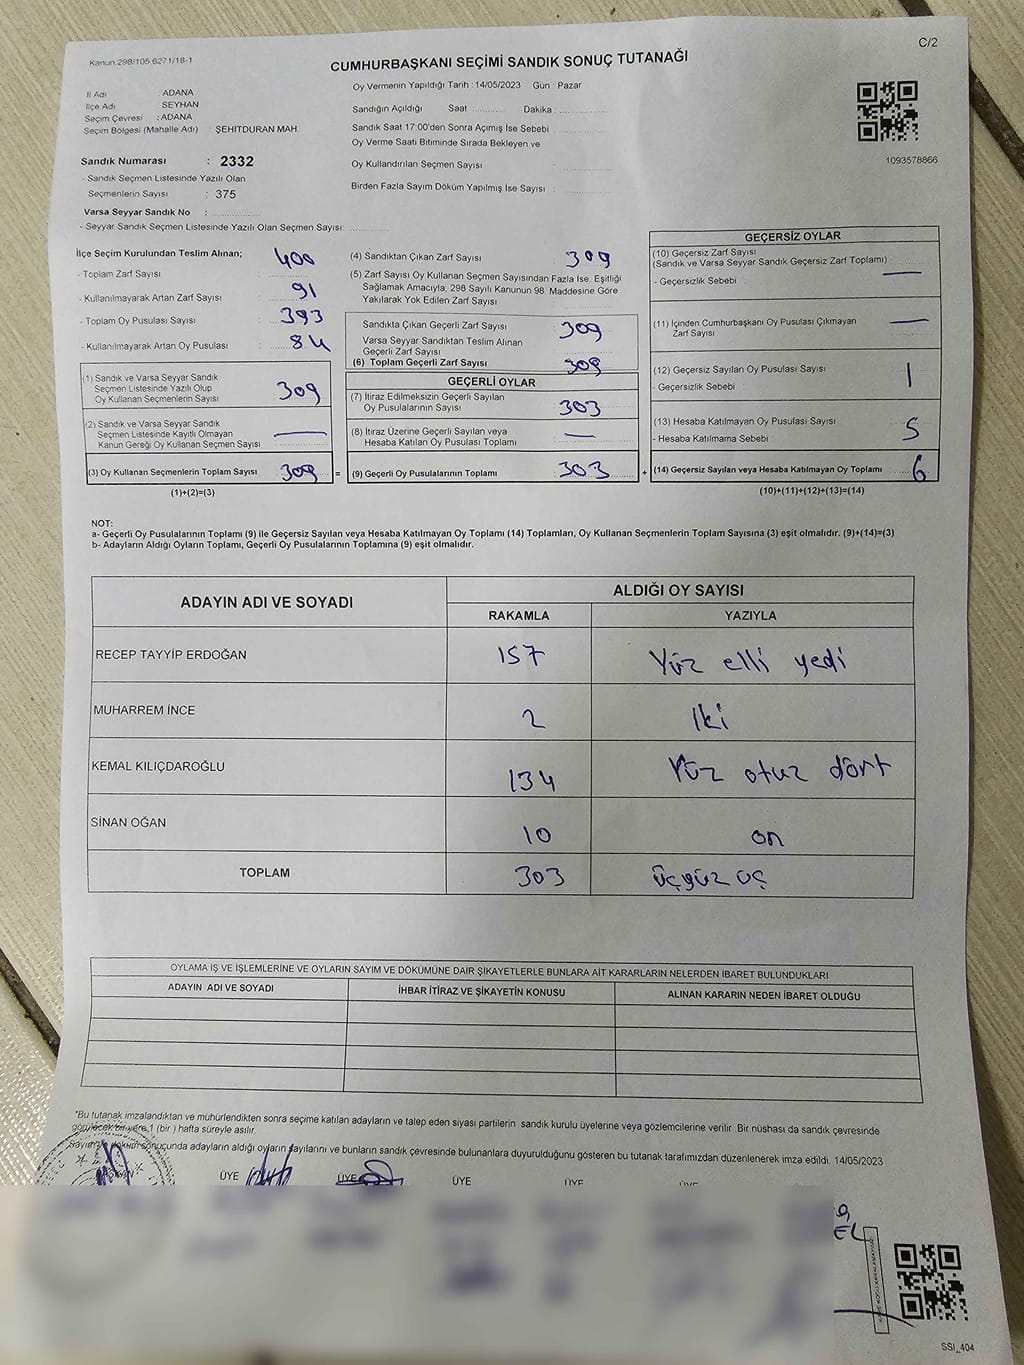 Kanun.298/105 6271/18-1
C/2
CUMHURBAŞKANI SEÇİMİ SANDIK SONUÇ TUTANAĞI
İl Adı ADANA
İlçe Adı SEYHAN
Seçim Çevresi : ADANA
Seçim Bölgesi (Mahalle Adı) : ŞEHİTDURAN MAH.
Sandık Numarası : 2332
- Sandık Seçmen Listesinde Yazılı Olan
Seçmenlerin Sayısı : 375
Varsa Seyyar Sandık No :
- Seyyar Sandık Seçmen Listesinde Yazılı Olan Seçmen Sayısı
Oy Vermenin Yapıldığı Tarih : 14/05/2023 Gün : Pazar
Sandığın Açıldığı Saat Dakika :
Sandık Saat 17:00'den Sonra Açımış İse Sebebi
Oy Verme Saati Bitiminde Sırada Bekleyen ve
Oy Kullandırılan Seçmen Sayısı :
Birden Fazla Sayım Döküm Yapılmış İse Sayısı :
1093578866
İlçe Seçim Kurulundan Teslim Alınan;
- Toplam Zarf Sayısı : 400
- Kullanılmayarak Artan Zarf Sayısı : 91
- Toplam Oy Pusulası Sayısı : 393
- Kullanılmayarak Artan Oy Pusulası : 84
(1) Sandık ve Varsa Seyyar Sandık
Seçmen Listesinde Yazılı Olup
Oy Kullanan Seçmenlerin Sayısı 309
(2) Sandık ve Varsa Seyyar Sandık
Seçmen Listesinde Kayıtlı Olmayan
Kanun Gereği Oy Kullanan Seçmen Sayısı —
(3) Oy Kullanan Seçmenlerin Toplam Sayısı 309 =
(1)+(2)=(3)
(4) Sandıktan Çıkan Zarf Sayısı : 309
(5) Zarf Sayısı Oy Kullanan Seçmen Sayısından Fazla İse, Eşitliği
Sağlamak Amacıyla, 298 Sayılı Kanunun 98. Maddesine Göre
Yakılarak Yok Edilen Zarf Sayısı
Sandıkta Çıkan Geçerli Zarf Sayısı 309
Varsa Seyyar Sandıktan Teslim Alınan
Geçerli Zarf Sayısı
(6) Toplam Geçerli Zarf Sayısı 309
GEÇERLİ OYLAR
(7) İtiraz Edilmeksizin Geçerli Sayılan
Oy Pusulalarının Sayısı 303
(8) İtiraz Üzerine Geçerli Sayılan veya
Hesaba Katılan Oy Pusulası Toplamı —
(9) Geçerli Oy Pusulalarının Toplamı 303 +
GEÇERSİZ OYLAR
(10) Geçersiz Zarf Sayısı
(Sandık ve Varsa Seyyar Sandık Geçersiz Zarf Toplamı) : —
- Geçersizlik Sebebi :
(11) İçinden Cumhurbaşkanı Oy Pusulası Çıkmayan
Zarf Sayısı —
(12) Geçersiz Sayılan Oy Pusulası Sayısı 1
- Geçersizlik Sebebi :
(13) Hesaba Katılmayan Oy Pusulası Sayısı : 5
- Hesaba Katılmama Sebebi
(14) Geçersiz Sayılan veya Hesaba Katılmayan Oy Toplamı 6
(10)+(11)+(12)+(13)=(14)
NOT:
a- Geçerli Oy Pusulalarının Toplamı (9) ile Geçersiz Sayılan veya Hesaba Katılmayan Oy Toplamı (14) Toplamları, Oy Kullanan Seçmenlerin Toplam Sayısına (3) eşit olmalıdır. (9)+(14)=(3)
b- Adayların Aldığı Oyların Toplamı, Geçerli Oy Pusulalarının Toplamına (9) eşit olmalıdır.
ADAYIN ADI VE SOYADI ALDIĞI OY SAYISI
RAKAMLA YAZIYLA
RECEP TAYYİP ERDOĞAN 157 Yüz elli yedi
MUHARREM İNCE 2 İki
KEMAL KILIÇDAROĞLU 134 Yüz otuz dört
SİNAN OĞAN 10 on
TOPLAM 303 üçyüz üç
OYLAMA İŞ VE İŞLEMLERİNE VE OYLARIN SAYIM VE DÖKÜMÜNE DAİR ŞİKAYETLERLE BUNLARA AİT KARARLARIN NELERDEN İBARET BULUNDUKLARI
ADAYIN ADI VE SOYADI İHBAR İTİRAZ VE ŞİKAYETİN KONUSU ALINAN KARARIN NEDEN İBARET OLDUĞU
*Bu tutanak imzalandıktan ve mühürlendikten sonra seçime katılan adayların ve talep eden siyasi partilerin sandık kurulu üyelerine veya gözlemcilerine verilir. Bir nüshası da sandık çevresinde
görülecek bir yere 1 (bir ) hafta süreyle asılır.
Sayım döküm sonucunda adayların aldığı oyların sayılarını ve bunların sandık çevresinde bulunanlara duyurulduğunu gösteren bu tutanak tarafımızdan düzenlenerek imza edildi. 14/05/2023
ÜYE ÜYE ÜYE ÜYE ÜYE
EL
SSI_404